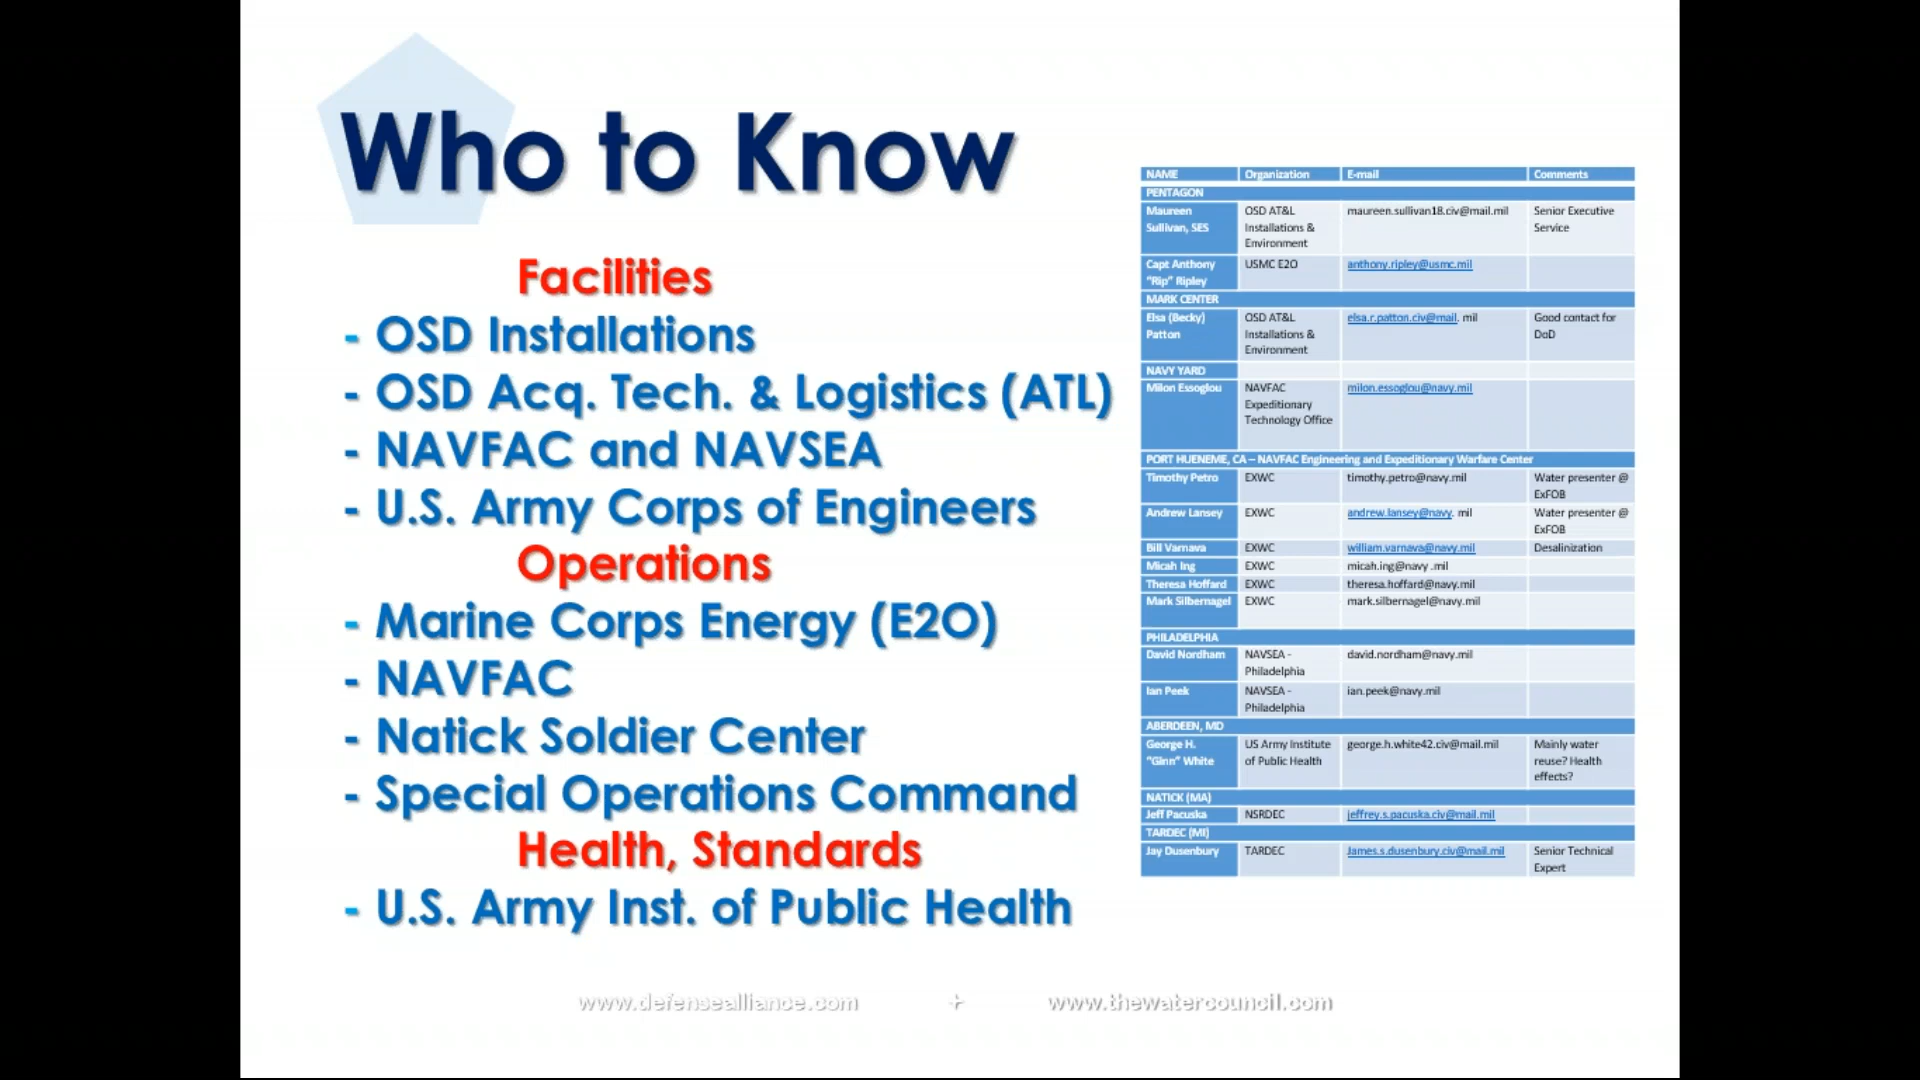 Who to Know
Facilities
- OSD Installations
- OSD Acq. Tech. & Logistics (ATL)
- NAVFAC and NAVSEA
- U.S. Army Corps of Engineers
Operations
- Marine Corps Energy (E2O)
- NAVFAC
- Natick Soldier Center
- Special Operations Command
Health, Standards
- U.S. Army Inst. of Public Health
NAME Organization E-mail Comments
PENTAGON
Maureen OSD AT&L maureen.sullivan18.civ@mail.mil Senior Executive
Sullivan, SES Installations & Service
Environment
Capt Anthony USMC E2O anthony.ripley@usmc.mil
"Rip" Ripley
MARK CENTER
Elsa (Becky) OSD AT&L elsa.r.patton.civ@mail. mil Good contact for
Patton Installations & DoD
Environment
NAVY YARD
Milon Essoglou NAVFAC milon.essoglou@navy.mil
Expeditionary
Technology Office
PORT HUENEME, CA – NAVFAC Engineering and Expeditionary Warfare Center
Timothy Petro EXWC timothy.petro@navy.mil Water presenter @
ExFOB
Andrew Lansey EXWC andrew.lansey@navy. mil Water presenter @
ExFOB
Bill Varnava EXWC william.varnava@navy.mil Desalinization
Micah Ing EXWC micah.ing@navy .mil
Theresa Hoffard EXWC theresa.hoffard@navy.mil
Mark Silbernagel EXWC mark.silbernagel@navy.mil
PHILADELPHIA
David Nordham NAVSEA - david.nordham@navy.mil
Philadelphia
Ian Peek NAVSEA - ian.peek@navy.mil
Philadelphia
ABERDEEN, MD
George H. US Army Institute george.h.white42.civ@mail.mil Mainly water
"Ginn" White of Public Health reuse? Health
effects?
NATICK (MA)
Jeff Pacuska NSRDEC jeffrey.s.pacuska.civ@mail.mil
TARDEC (MI)
Jay Dusenbury TARDEC James.s.dusenbury.civ@mail.mil Senior Technical
Expert
www.defensealliance.com + www.thewatercouncil.com